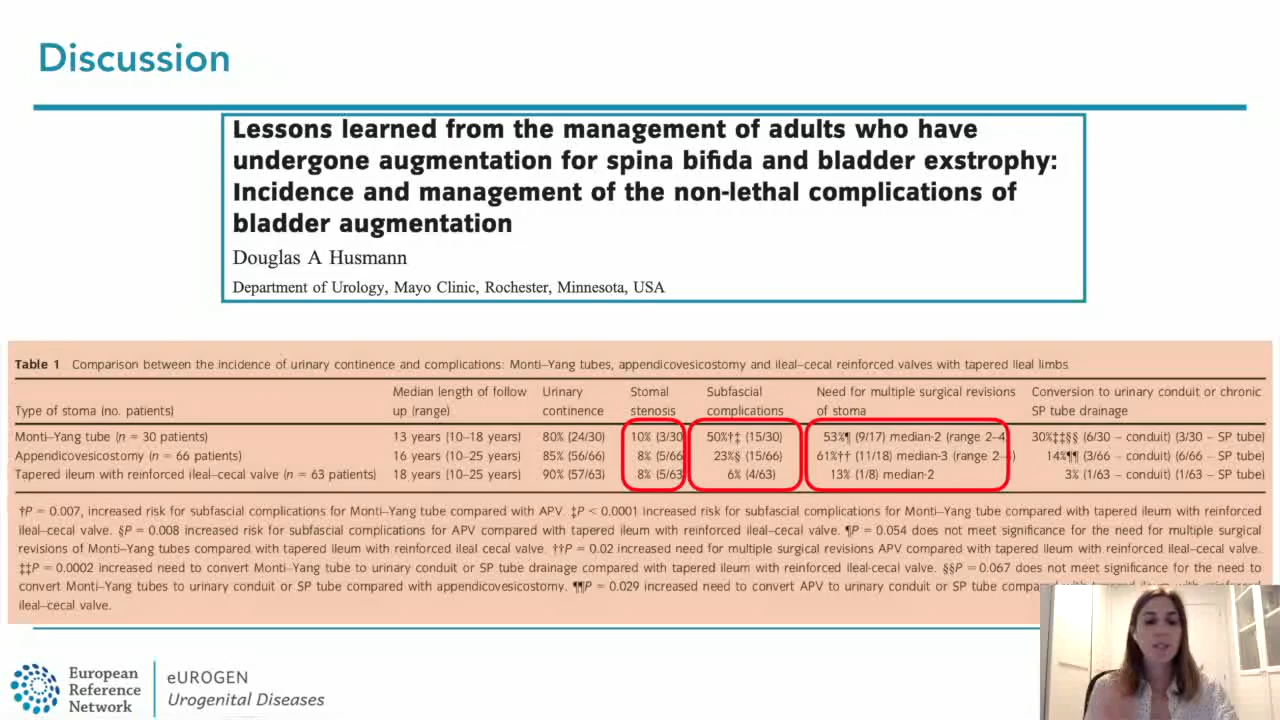 Discussion
Lessons learned from the management of adults who have
undergone augmentation for spina bifida and bladder exstrophy:
Incidence and management of the non-lethal complications of
bladder augmentation
Douglas A Husmann
Department of Urology, Mayo Clinic, Rochester, Minnesota, USA
Table 1 Comparison between the incidence of urinary continence and complications: Monti–Yang tubes, appendicovesicostomy and ileal–cecal reinforced valves with tapered Ileal limbs
Median length of follow Urinary Stomal Subfascial Need for multiple surgical revisions Conversion to urinary conduit or chronic
Type of stoma (no. patients) up (range) continence stenosis complications of stoma SP tube drainage
Monti–Yang tube (n = 30 patients) 13 years (10–18 years) 80% (24/30) 10% (3/30 50%†‡ (15/30) 53%¶ (9/17) median-2 (range 2–4 30%‡‡§§ (6/30 – conduit) (3/30 – SP tube)
Appendicovesicostomy (n = 66 patients) 16 years (10–25 years) 85% (56/66) 8% (5/66 23%§ (15/66) 61%†† (11/18) median-3 (range 2– ) 14%¶¶ (3/66 – conduit) (6/66 – SP tube)
Tapered ileum with reinforced ileal–cecal valve (n = 63 patients) 18 years (10–25 years) 90% (57/63) 8% (5/63 6% (4/63) 13% (1/8) median-2 3% (1/63 – conduit) (1/63 – SP tube)
†P = 0.007, increased risk for subfascial complications for Monti–Yang tube compared with APV. ‡P < 0.0001 increased risk for subfascial complications for Monti–Yang tube compared with tapered ileum with reinforced
ileal–cecal valve. §P = 0.008 increased risk for subfascial complications for APV compared with tapered ileum with reinforced ileal–cecal valve. ¶P = 0.054 does not meet significance for the need for multiple surgical
revisions of Monti–Yang tubes compared with tapered ileum with reinforced ileal cecal valve. ††P = 0.02 increased need for multiple surgical revisions APV compared with tapered ileum with reinforced ileal–cecal valve.
‡‡P = 0.0002 increased need to convert Monti–Yang tube to urinary conduit or SP tube drainage compared with tapered ileum with reinforced ileal-cecal valve. §§P = 0.067 does not meet significance for the need to
convert Monti–Yang tubes to urinary conduit or SP tube compared with appendicovesicostomy. ¶¶P = 0.029 increased need to convert APV to urinary conduit or SP tube
ileal–cecal valve.
European
Reference
Network
eUROGEN
Urogenital Diseases